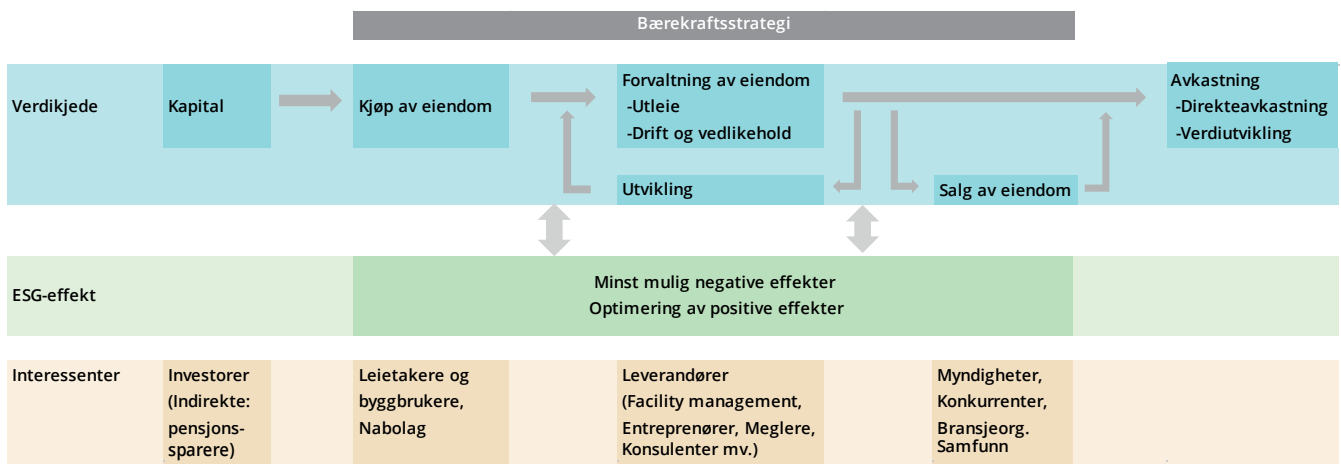 Bærekraftsstrategi
Verdikjede
Kapital
Kjøp av eiendom
Forvaltning av eiendom
-Utleie
-Drift og vedlikehold
Avkastning
-Direkteavkastning
-Verdiutvikling
Utvikling
Salg av eiendom
ESG-effekt
Minst mulig negative effekter
Optimering av positive effekter
Interessenter
Investorer
(Indirekte:
pensjons-
sparere)
Leietakere og
byggbrukere,
Nabolag
Leverandører
(Facility management,
Entreprenører, Meglere,
Konsulenter mv.)
Myndigheter,
Konkurrenter,
Bransjeorg.
Samfunn